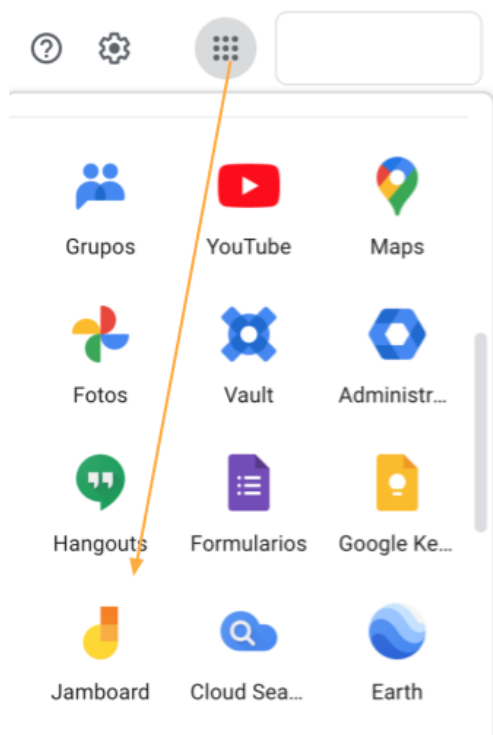 Grupos YouTube Maps
Fotos Vault Administr...
Hangouts Formularios Google Ke...
Jamboard Cloud Sea... Earth